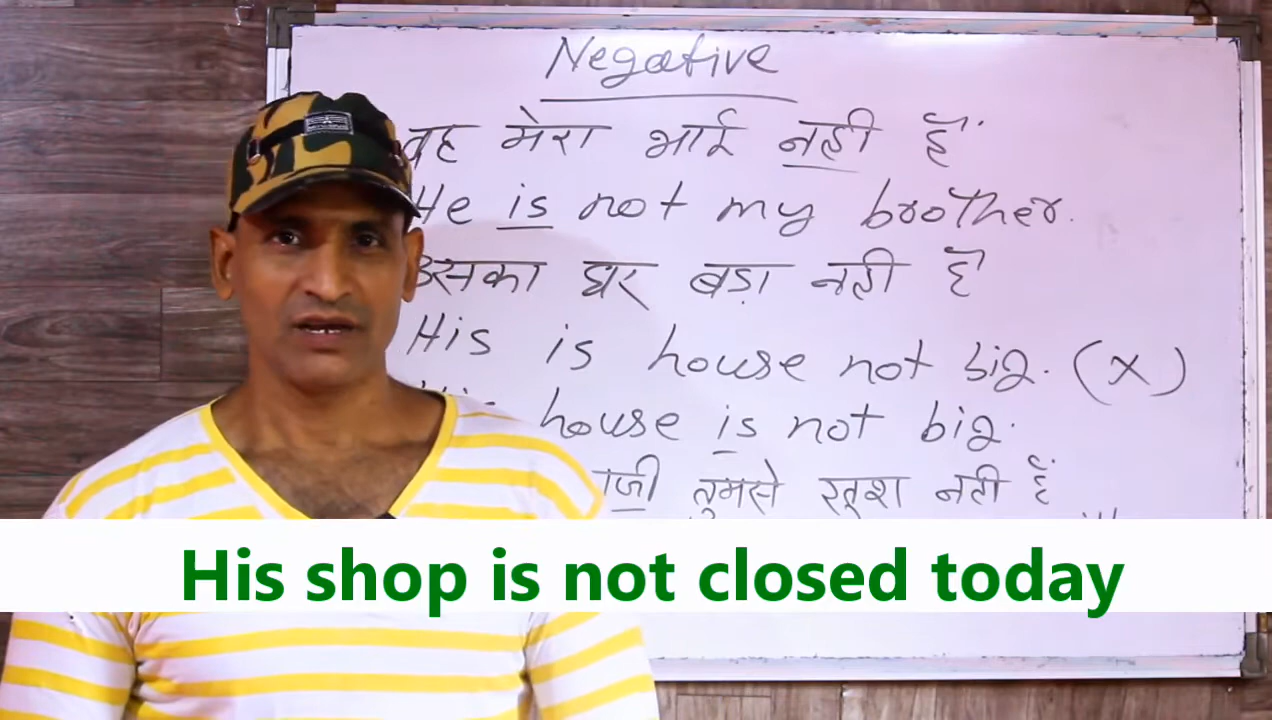 Negative
वह मेरा भाई नही हैं.
He is not my brother.
उसका घर बड़ा नही है
His is house not big. (x)
house is not big.
तुमसे खुश नही हैं
His shop is not closed today